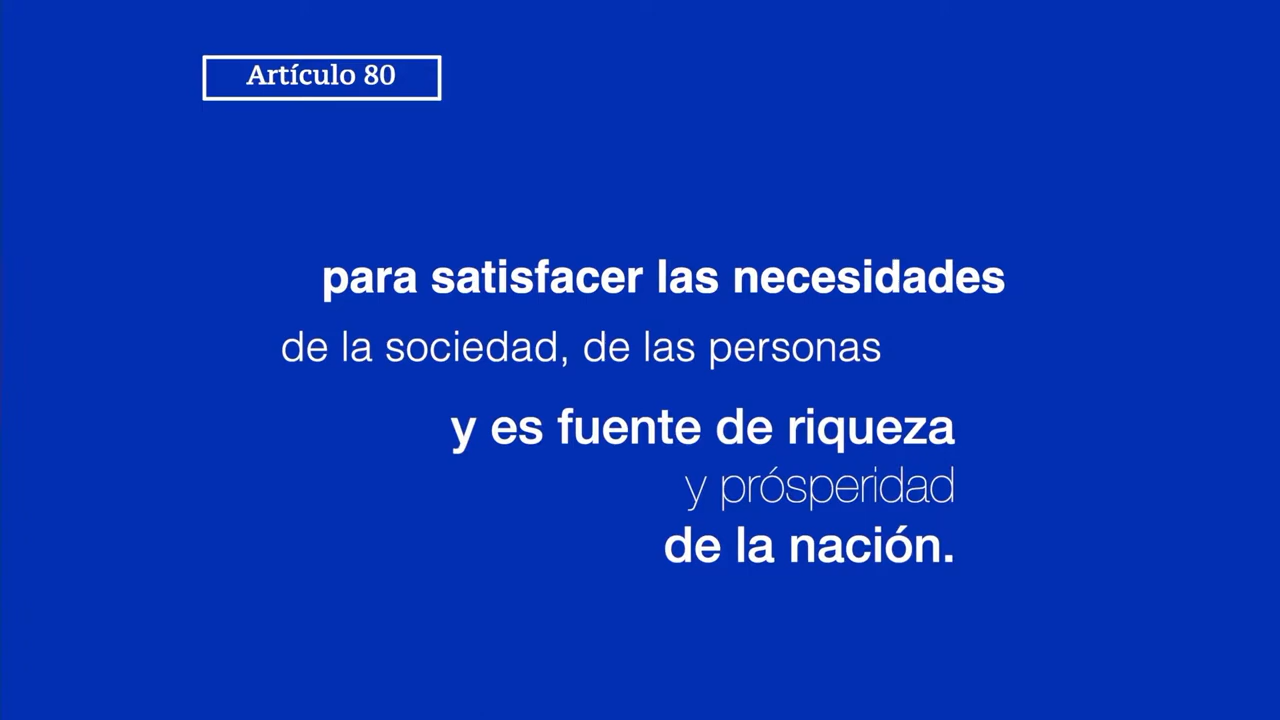 Artículo 80
para satisfacer las necesidades
de la sociedad, de las personas
y es fuente de riqueza
y prósperidad
de la nación.